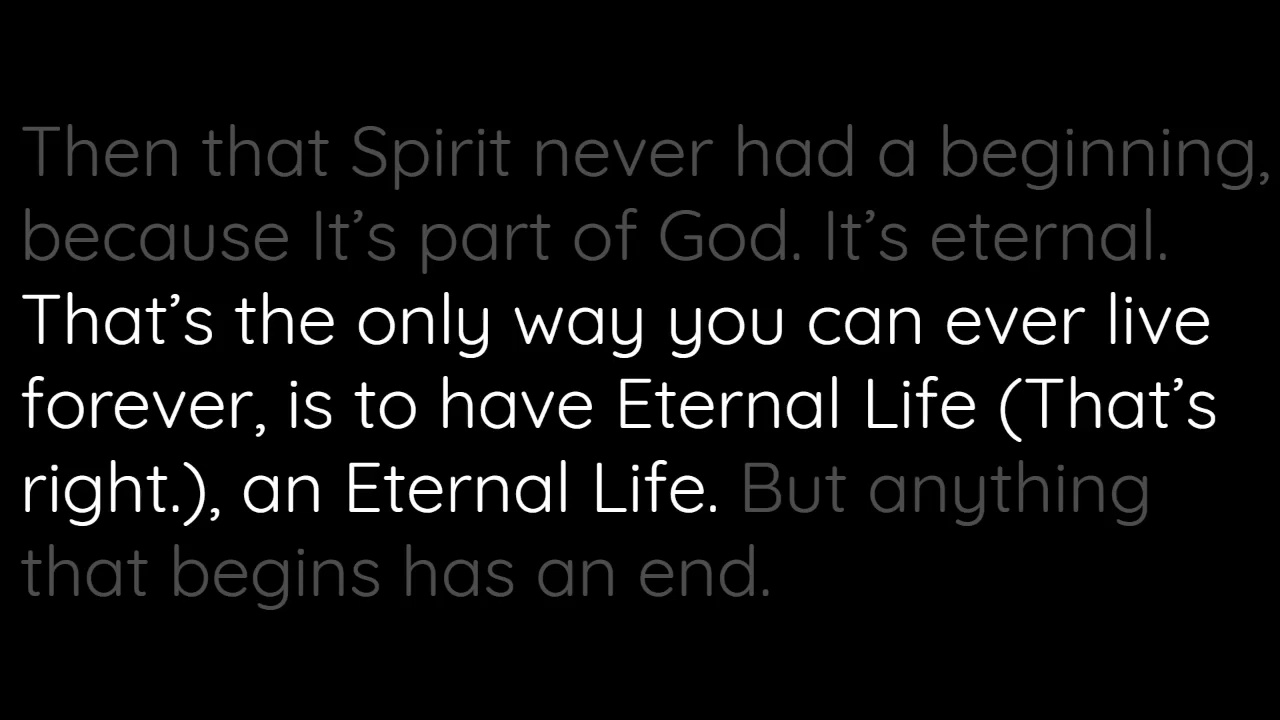 Then that Spirit never had a beginning,
because It’s part of God. It’s eternal.
That’s the only way you can ever live
forever, is to have Eternal Life (That’s
right.), an Eternal Life. But anything
that begins has an end.